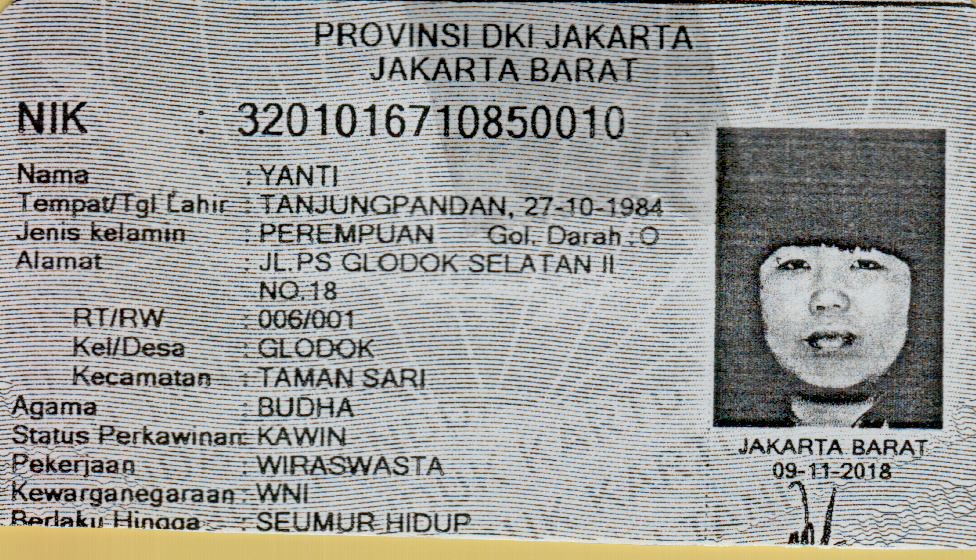 PROVINSI DKI JAKARTA
JAKARTA BARAT
NIK : 3201016710850010
Nama : YANTI
Tempat/Tgl Lahir : TANJUNGPANDAN, 27-10-1984
Jenis kelamin : PEREMPUAN Gol. Darah : O
Alamat : JL.PS GLODOK SELATAN II
NO.18
RT/RW : 006/001
Kel/Desa : GLODOK
Kecamatan : TAMAN SARI
Agama : BUDHA
Status Perkawinan: KAWIN
Pekerjaan : WIRASWASTA
Kewarganegaraan : WNI
Berlaku Hingga : SEUMUR HIDUP
JAKARTA BARAT
09-11-2018